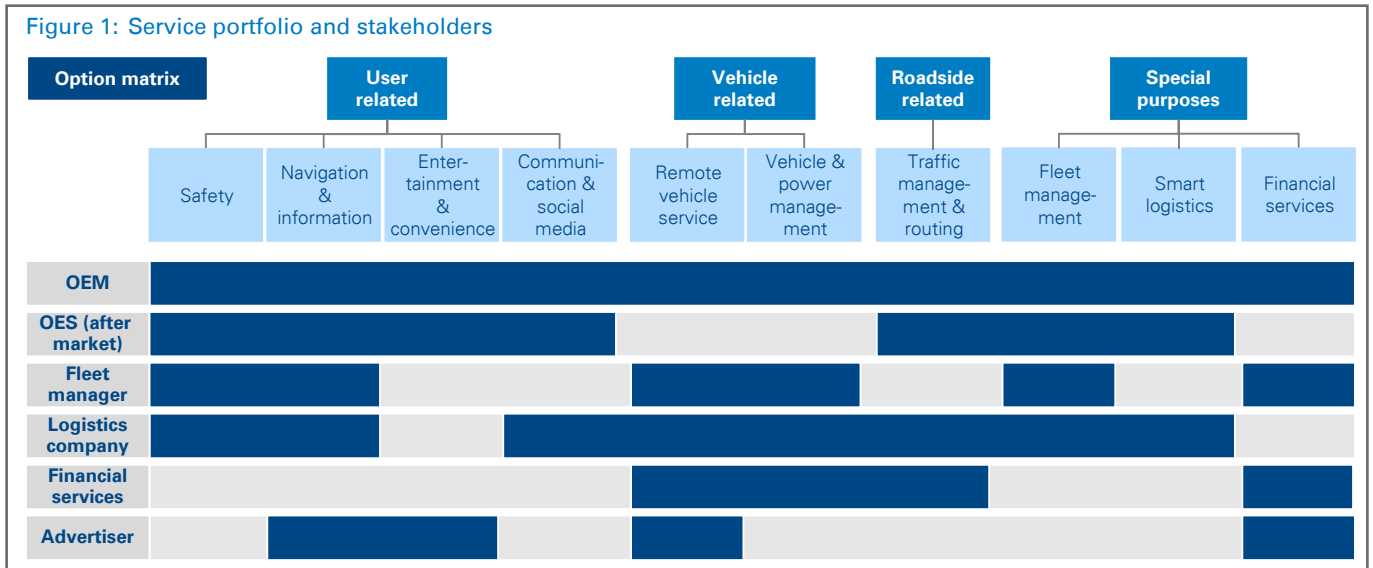 Figure 1: Service portfolio and stakeholders
Option matrix
User
related
Vehicle
related
Roadside
related
Special
purposes
Safety
Navigation
&
information
Enter-
tainment
&
convenience
Communi-
cation &
social
media
Remote
vehicle
service
Vehicle &
power
manage-
ment
Traffic
manage-
ment &
routing
Fleet
manage-
ment
Smart
logistics
Financial
services
OEM
OES (after
market)
Fleet
manager
Logistics
company
Financial
services
Advertiser